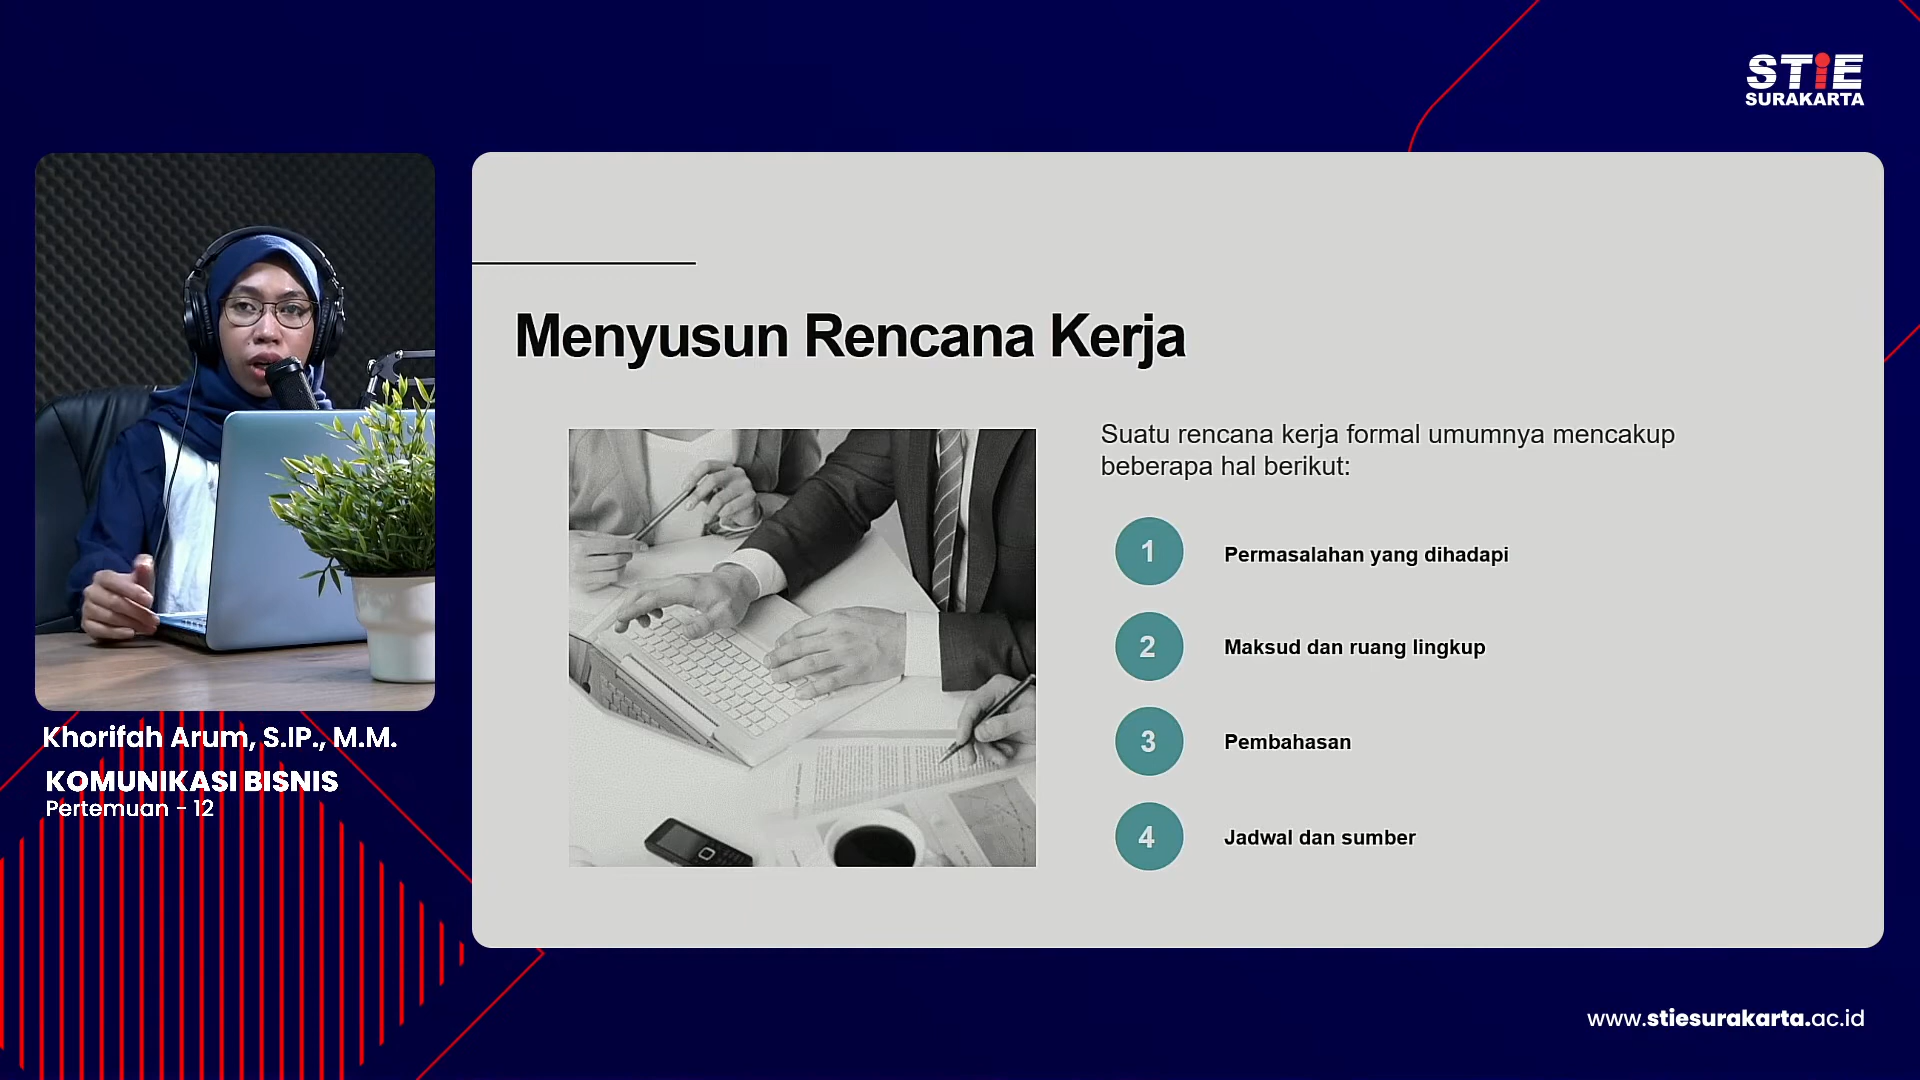 STiE
SURAKARTA
Menyusun Rencana Kerja
Suatu rencana kerja formal umumnya mencakup
beberapa hal berikut:
1
Permasalahan yang dihadapi
2
Maksud dan ruang lingkup
3
Pembahasan
4
Jadwal dan sumber
Khorifah Arum, S.IP., M.M.
KOMUNIKASI BISNIS
Pertemuan - 12
www.stiesurakarta.ac.id